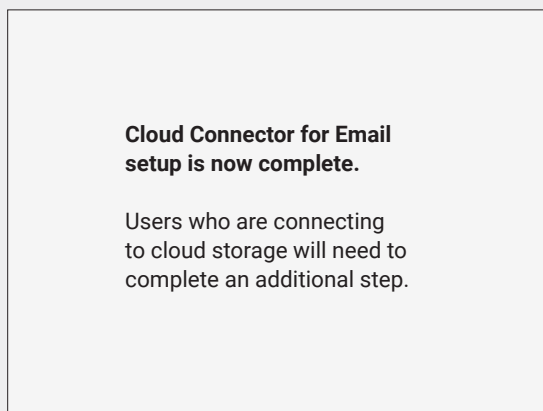 Cloud Connector for Email
setup is now complete.
Users who are connecting
to cloud storage will need to
complete an additional step.